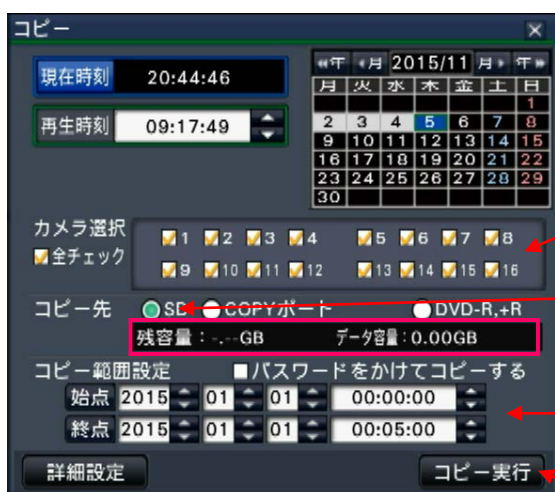 コピー ×
現在時刻 20:44:46
再生時刻 09:17:49
年 月 2015/11 月 年
月 火 水 木 金 土 日
1
2 3 4 5 6 7 8
9 10 11 12 13 14 15
16 17 18 19 20 21 22
23 24 25 26 27 28 29
30
カメラ選択
全チェック
1 2 3 4 5 6 7 8
9 10 11 12 13 14 15 16
コピー先 SD COPYポート DVD-R,+R
残容量:-.--GB データ容量:0.00GB
コピー範囲設定 パスワードをかけてコピーする
始点 2015 01 01 00:00:00
終点 2015 01 01 00:05:00
詳細設定 コピー実行